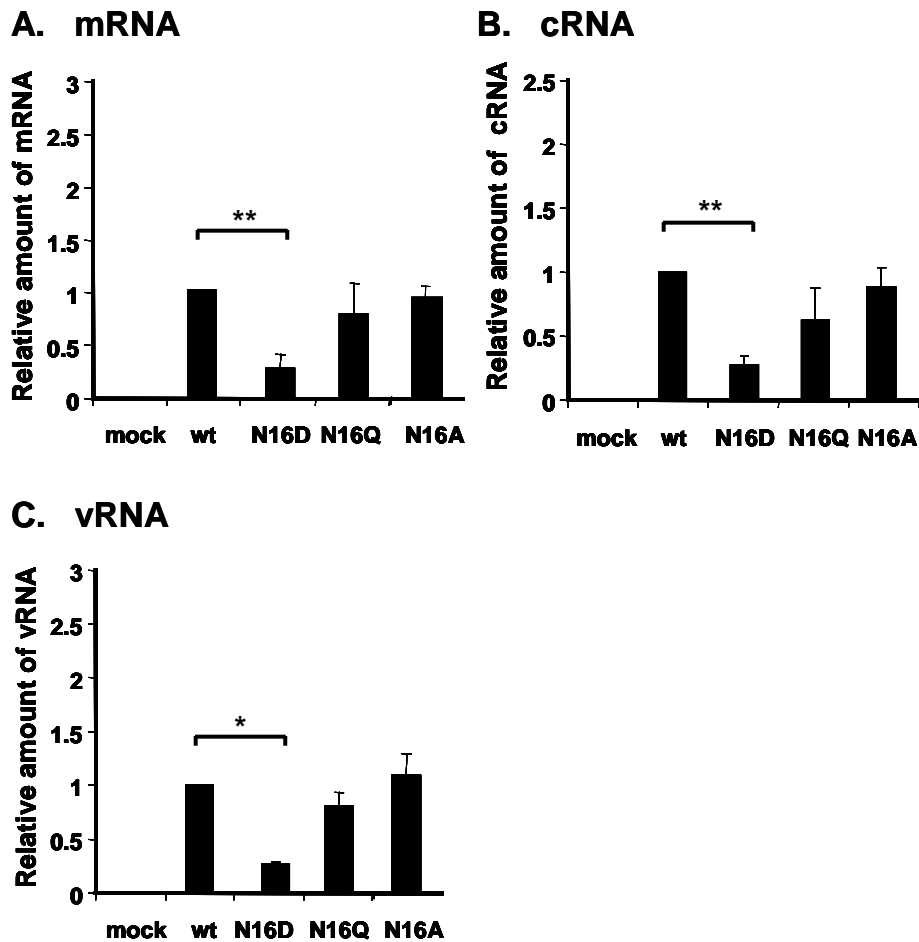 A. mRNA
Relative amount of mRNA
3
2.5
2
1.5
1
0.5
0
**
mock wt N16D N16Q N16A
B. cRNA
Relative amount of cRNA
2.5
2
1.5
1
0.5
0
**
mock wt N16D N16Q N16A
C. vRNA
Relative amount of vRNA
3
2.5
2
1.5
1
0.5
0
*
mock wt N16D N16Q N16A